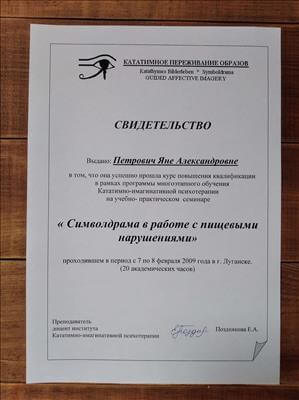 КАТАТИМНОЕ ПЕРЕЖИВАНИЕ ОБРАЗОВ
Katathymes Bilderleben * Symboldrama
GUIDED AFFECTIVE IMAGERY
СВИДЕТЕЛЬСТВО
Выдано: Петрович Яне Александровне
в том, что она успешно прошла курс повышения квалификации
в рамках программы многоэтапного обучения
Кататимно-имагинативной психотерапии
на учебно- практическом семинаре
« Символдрама в работе с пищевыми
нарушениями»
проходившем в период с 7 по 8 февраля 2009 года в г. Луганске.
(20 академических часов)
Преподаватель
доцент института
Кататимно-имагинативной психотерапии
Позднякова Е.А.